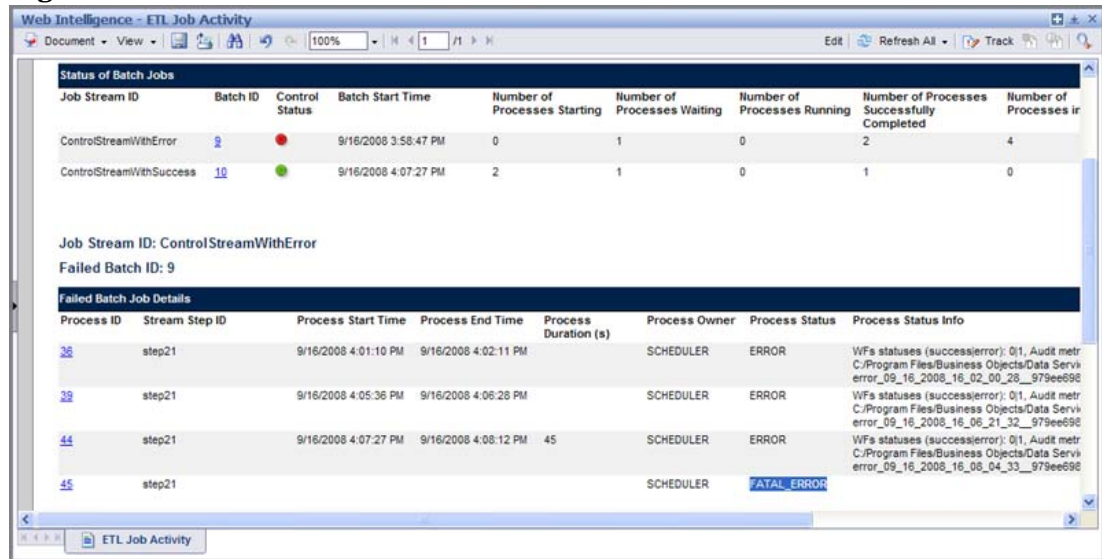 Web Intelligence - ETL Job Activity
Document View 100% 1 /1 Edit Refresh All Track
Status of Batch Jobs
Job Stream ID Batch ID Control Status Batch Start Time Number of Processes Starting Number of Processes Waiting Number of Processes Running Number of Processes Successfully Completed Number of Processes in
ControlStreamWithError 9 9/16/2008 3:58:47 PM 0 1 0 2 4
ControlStreamWithSuccess 10 9/16/2008 4:07:27 PM 2 1 0 1 0
Job Stream ID: ControlStreamWithError
Failed Batch ID: 9
Failed Batch Job Details
Process ID Stream Step ID Process Start Time Process End Time Process Duration (s) Process Owner Process Status Process Status Info
36 step21 9/16/2008 4:01:10 PM 9/16/2008 4:02:11 PM SCHEDULER ERROR WFs statuses (success|error): 0|1, Audit metr
C:/Program Files/Business Objects/Data Servi
error_09_16_2008_16_02_00_28__979ee698
39 step21 9/16/2008 4:05:36 PM 9/16/2008 4:06:28 PM SCHEDULER ERROR WFs statuses (success|error): 0|1, Audit metr
C:/Program Files/Business Objects/Data Servi
error_09_16_2008_16_06_21_32__979ee698
44 step21 9/16/2008 4:07:27 PM 9/16/2008 4:08:12 PM 45 SCHEDULER ERROR WFs statuses (success|error): 0|1, Audit metr
C:/Program Files/Business Objects/Data Servi
error_09_16_2008_16_08_04_33__979ee698
45 step21 SCHEDULER FATAL_ERROR
ETL Job Activity